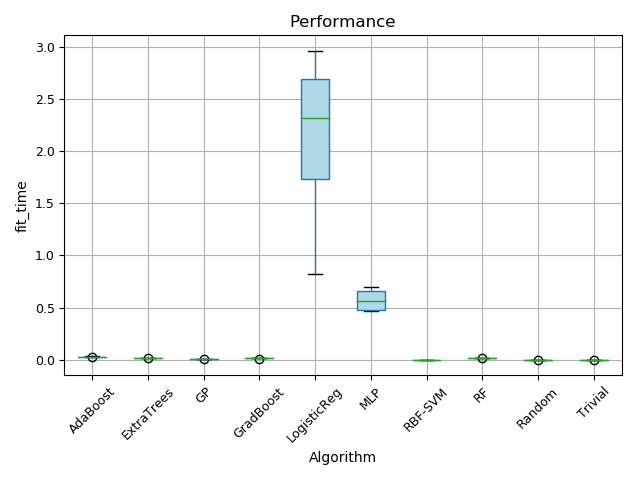 Performance
fit_time
3.0
2.5
2.0
1.5
1.0
0.5
0.0
AdaBoost
ExtraTrees
GP
GradBoost
LogisticReg
MLP
RBF-SVM
RF
Random
Trivial
Algorithm